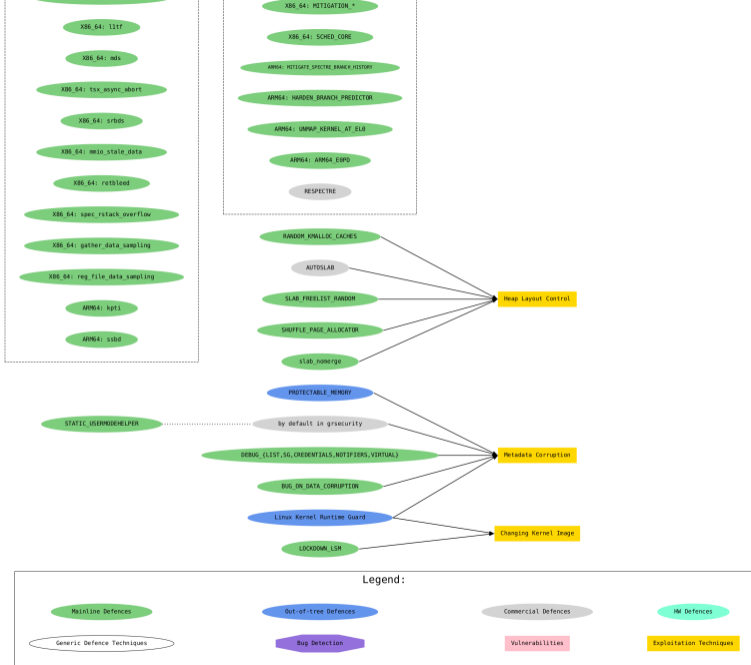 X86_64: l1tf
X86_64: mds
X86_64: tsx_async_abort
X86_64: srbds
X86_64: mmio_stale_data
X86_64: retbleed
X86_64: spec_rstack_overflow
X86_64: gather_data_sampling
X86_64: reg_file_data_sampling
ARM64: kpti
ARM64: ssbd
X86_64: MITIGATION_*
X86_64: SCHED_CORE
ARM64: MITIGATE_SPECTRE_BRANCH_HISTORY
ARM64: HARDEN_BRANCH_PREDICTOR
ARM64: UNMAP_KERNEL_AT_EL0
ARM64: ARM64_E0PD
RESPECTRE
RANDOM_KMALLOC_CACHES
AUTOSLAB
SLAB_FREELIST_RANDOM
Heap Layout Control
SHUFFLE_PAGE_ALLOCATOR
slab_nomerge
PROTECTABLE_MEMORY
STATIC_USERMODEHELPER
by default in grsecurity
DEBUG_{LIST,SG,CREDENTIALS,NOTIFIERS,VIRTUAL}
Metadata Corruption
BUG_ON_DATA_CORRUPTION
Linux Kernel Runtime Guard
Changing Kernel Image
LOCKDOWN_LSM
Legend:
Mainline Defences
Out-of-tree Defences
Commercial Defences
HW Defences
Generic Defence Techniques
Bug Detection
Vulnerabilities
Exploitation Techniques